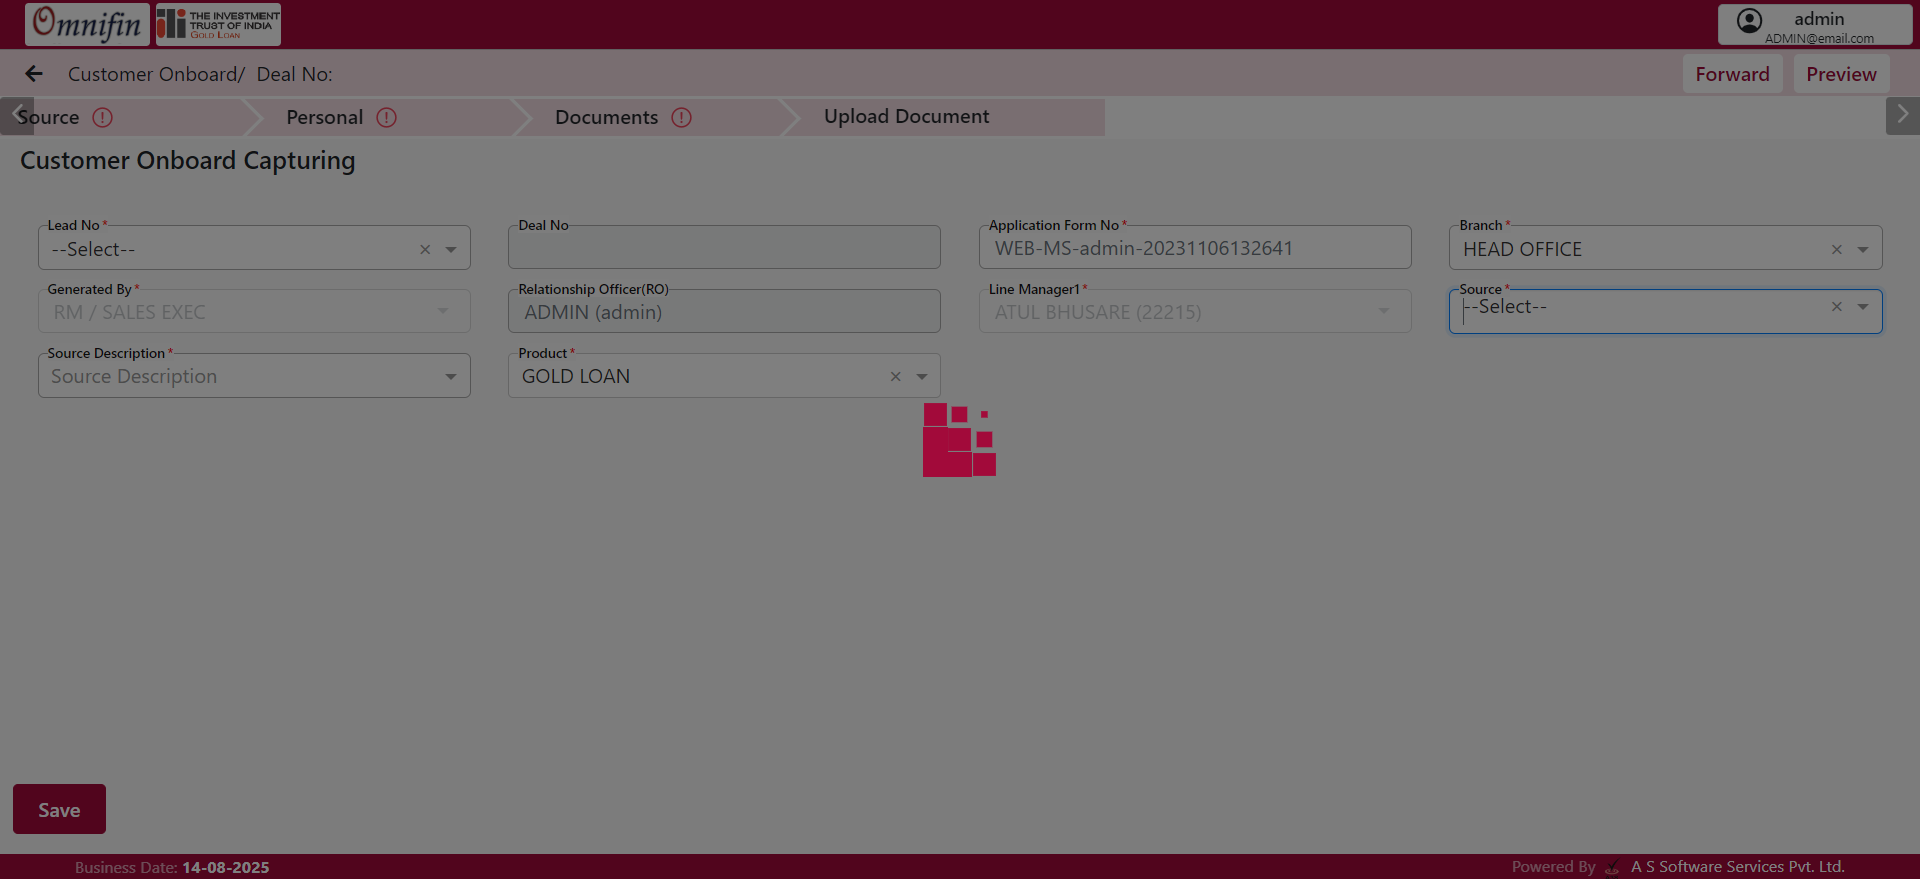 Omnifin
THE INVESTMENT
TRUST OF INDIA
GOLD LOAN
admin
ADMIN@email.com
Customer Onboard/ Deal No:
Forward
Preview
Source
Personal
Documents
Upload Document
Customer Onboard Capturing
Lead No *
--Select--
Deal No
Application Form No *
WEB-MS-admin-20231106132641
Branch *
HEAD OFFICE
Generated By *
RM / SALES EXEC
Relationship Officer(RO)
ADMIN (admin)
Line Manager1 *
ATUL BHUSARE (22215)
Source *
--Select--
Source Description *
Source Description
Product *
GOLD LOAN
Save
Business Date: 14-08-2025
Powered By A S Software Services Pvt. Ltd.